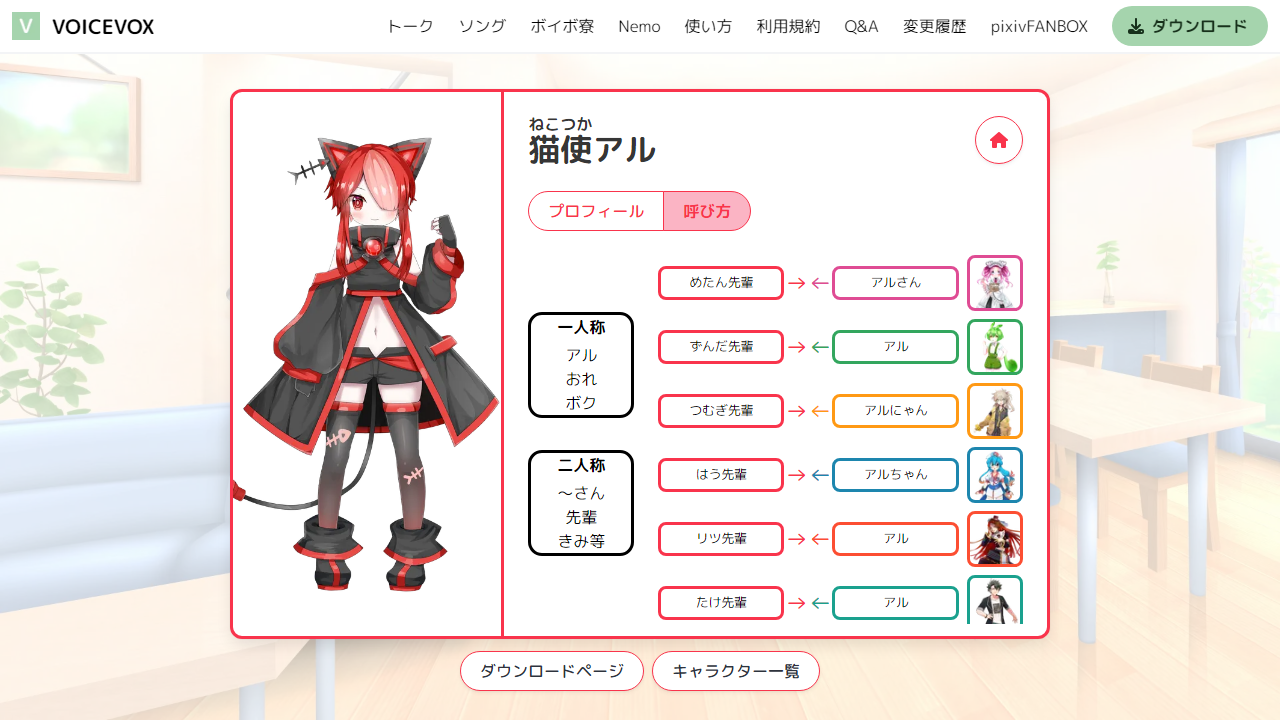 V VOICEVOX トーク ソング ボイボ寮 Nemo 使い方 利用規約 Q&A 変更履歴 pixivFANBOX ダウンロード
ねこつか
猫使アル
プロフィール 呼び方
一人称
アル
おれ
ボク
二人称
～さん
先輩
きみ等
めたん先輩 → ← アルさん
ずんだ先輩 → ← アル
つむぎ先輩 → ← アルにゃん
はう先輩 → ← アルちゃん
リツ先輩 → ← アル
たけ先輩 → ← アル
ダウンロードページ キャラクター一覧